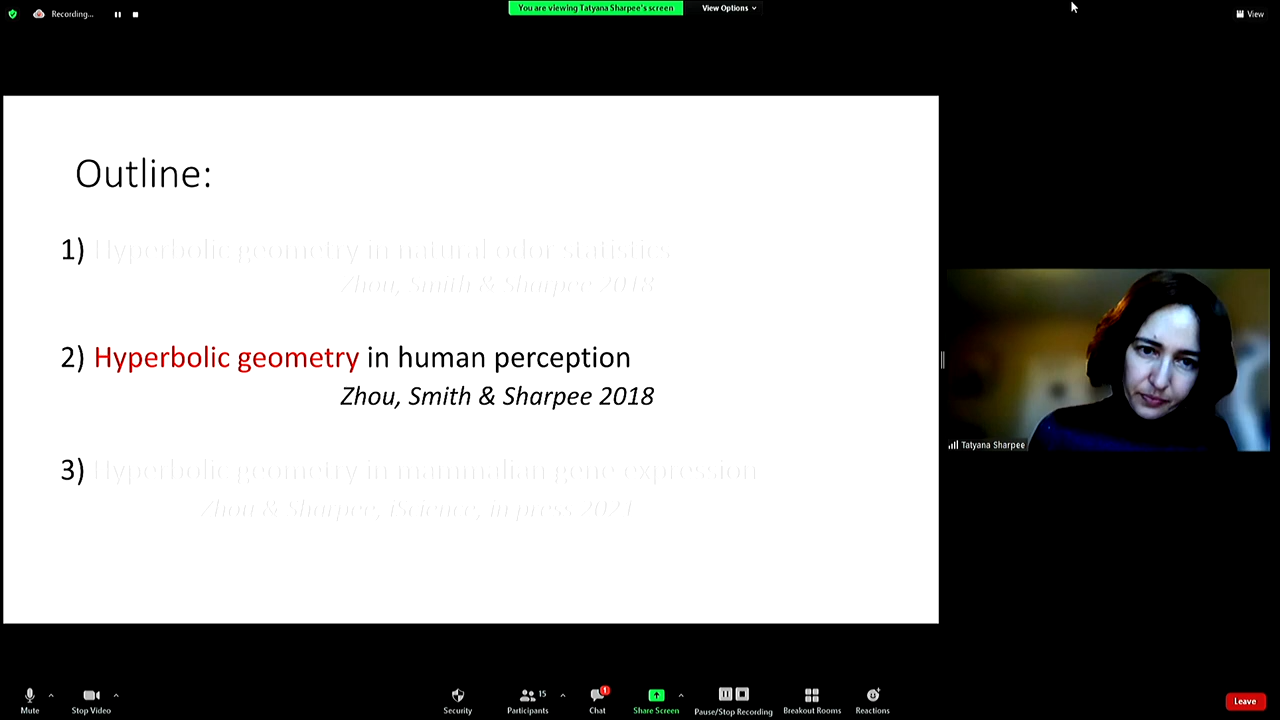 Recording...
You are viewing Tatyana Sharpee's screen
View Options
View
Outline:
1) Hyperbolic geometry in natural odor statistics
Zhou, Smith & Sharpee 2018
2) Hyperbolic geometry in human perception
Zhou, Smith & Sharpee 2018
3) Hyperbolic geometry in mammalian gene expression
Zhou & Sharpee, iScience, in press 2021
Tatyana Sharpee
Mute
Stop Video
Security
Participants 15
Chat 1
Share Screen
Pause/Stop Recording
Breakout Rooms
Reactions
Leave